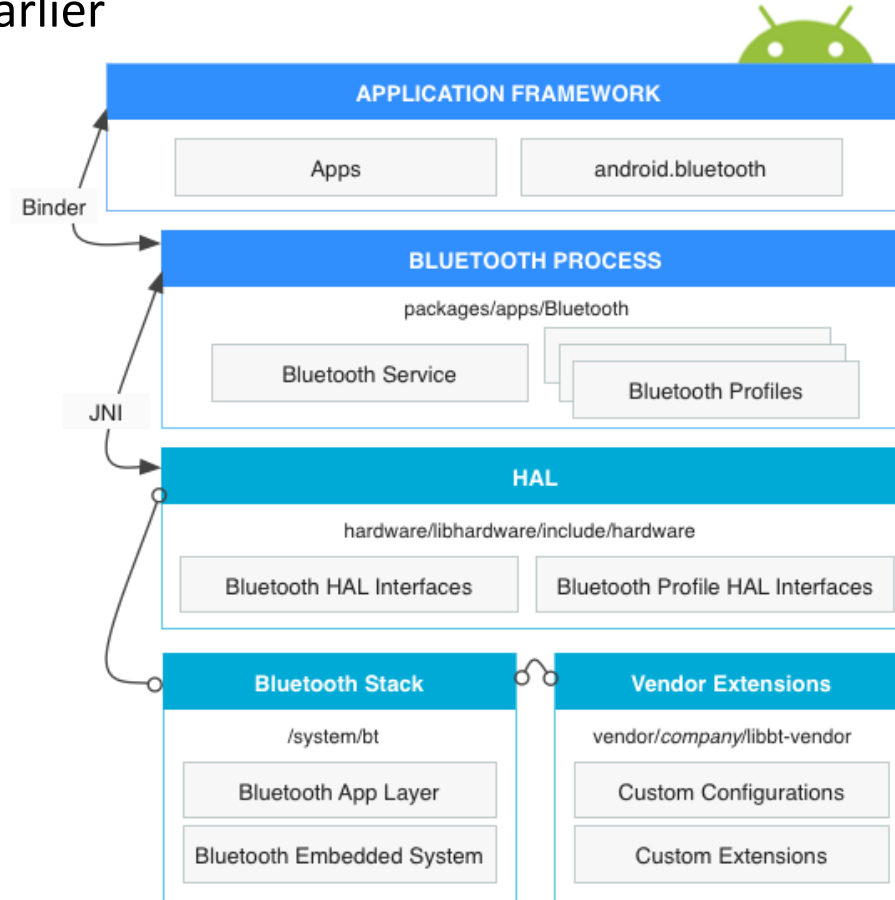 arlier
APPLICATION FRAMEWORK
Apps
android.bluetooth
Binder
BLUETOOTH PROCESS
packages/apps/Bluetooth
Bluetooth Service
Bluetooth Profiles
JNI
HAL
hardware/libhardware/include/hardware
Bluetooth HAL Interfaces
Bluetooth Profile HAL Interfaces
Bluetooth Stack
/system/bt
Bluetooth App Layer
Bluetooth Embedded System
Vendor Extensions
vendor/company/libbt-vendor
Custom Configurations
Custom Extensions